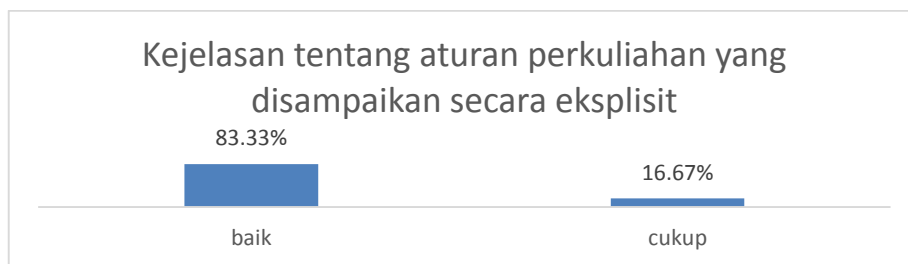 Kejelasan tentang aturan perkuliahan yang
disampaikan secara eksplisit
83.33%
16.67%
baik
cukup